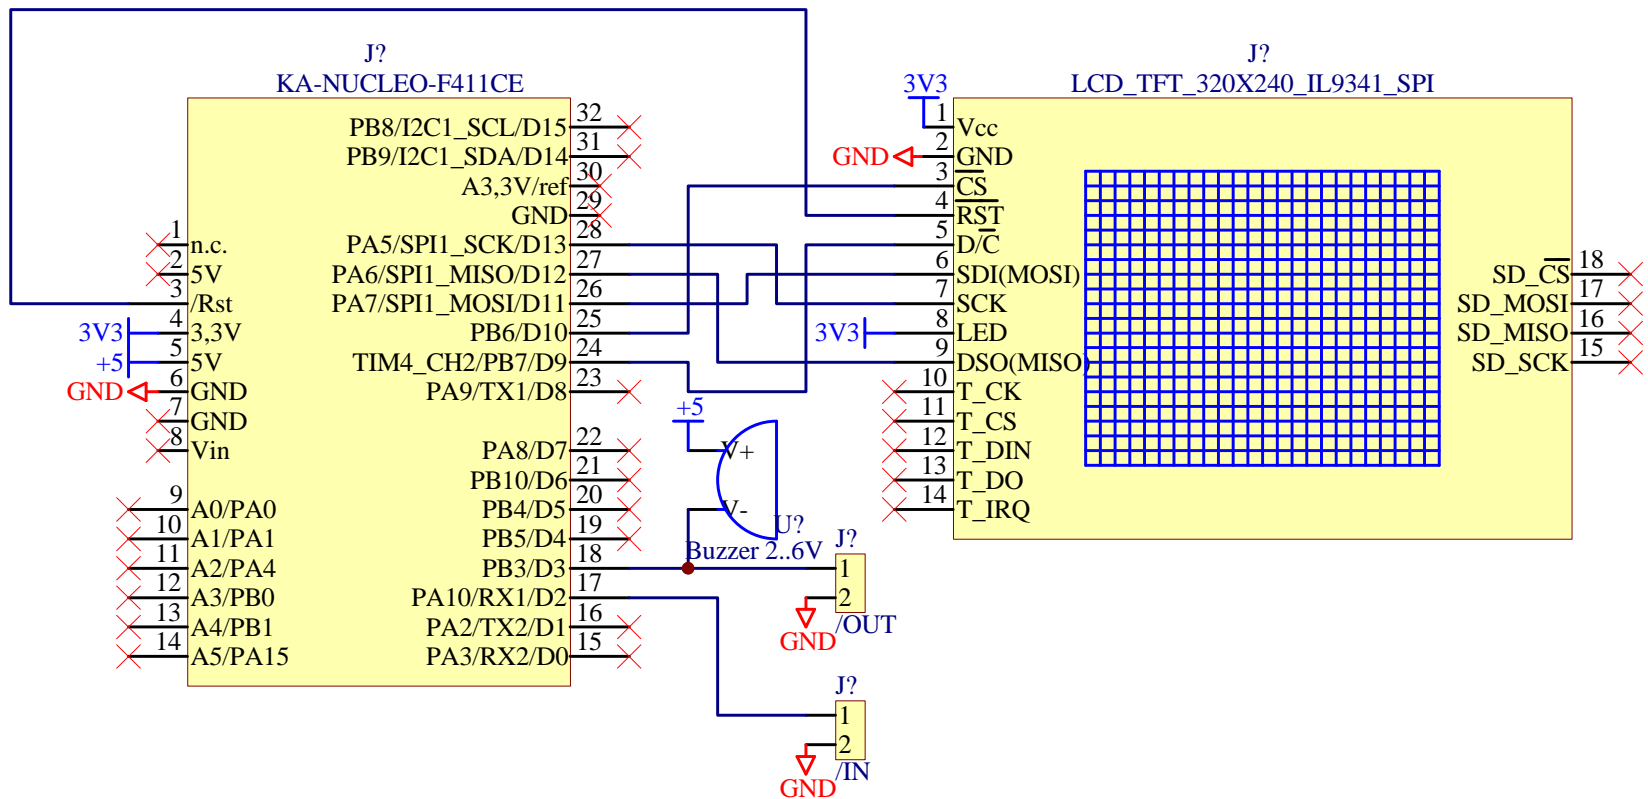 J?
KA-NUCLEO-F411CE
1 n.c.
2 5V
3 /Rst
3V3 4 3,3V
+5 5 5V
GND 6 GND
7 GND
8 Vin
9 A0/PA0
10 A1/PA1
11 A2/PA4
12 A3/PB0
13 A4/PB1
14 A5/PA15
PB8/I2C1_SCL/D15 32
PB9/I2C1_SDA/D14 31
A3,3V/ref 30
GND 29
PA5/SPI1_SCK/D13 28
PA6/SPI1_MISO/D12 27
PA7/SPI1_MOSI/D11 26
PB6/D10 25
TIM4_CH2/PB7/D9 24
PA9/TX1/D8 23
PA8/D7 22
PB10/D6 21
PB4/D5 20
PB5/D4 19
PB3/D3 18
PA10/RX1/D2 17
PA2/TX2/D1 16
PA3/RX2/D0 15
+5
V+
V-
U?
Buzzer 2..6V
J?
1
2
GND /OUT
J?
1
2
GND /IN
J?
LCD_TFT_320X240_IL9341_SPI
3V3 1 Vcc
GND 2 GND
3 CS
4 RST
5 D/C
6 SDI(MOSI)
7 SCK
3V3 8 LED
9 DSO(MISO)
10 T_CK
11 T_CS
12 T_DIN
13 T_DO
14 T_IRQ
SD_CS 18
SD_MOSI 17
SD_MISO 16
SD_SCK 15